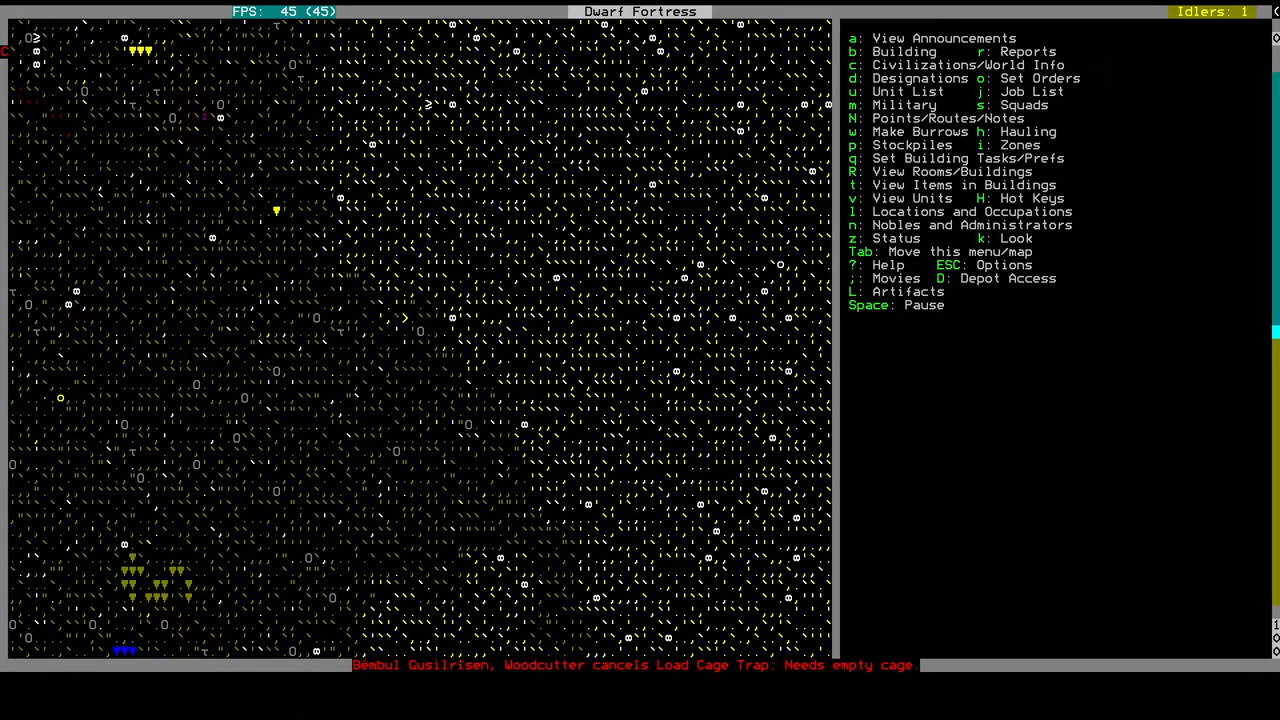 FPS: 45 (45) Dwarf Fortress Idlers: 1
a: View Announcements
b: Building r: Reports
c: Civilizations/World Info
d: Designations o: Set Orders
u: Unit List j: Job List
m: Military s: Squads
N: Points/Routes/Notes
w: Make Burrows h: Hauling
p: Stockpiles i: Zones
q: Set Building Tasks/Prefs
R: View Rooms/Buildings
t: View Items in Buildings
v: View Units H: Hot Keys
l: Locations and Occupations
n: Nobles and Administrators
z: Status k: Look
Tab: Move this menu/map
?: Help ESC: Options
;: Movies D: Depot Access
L: Artifacts
Space: Pause
Bëmbul Gusilrîsen, Woodcutter cancels Load Cage Trap: Needs empty cage.